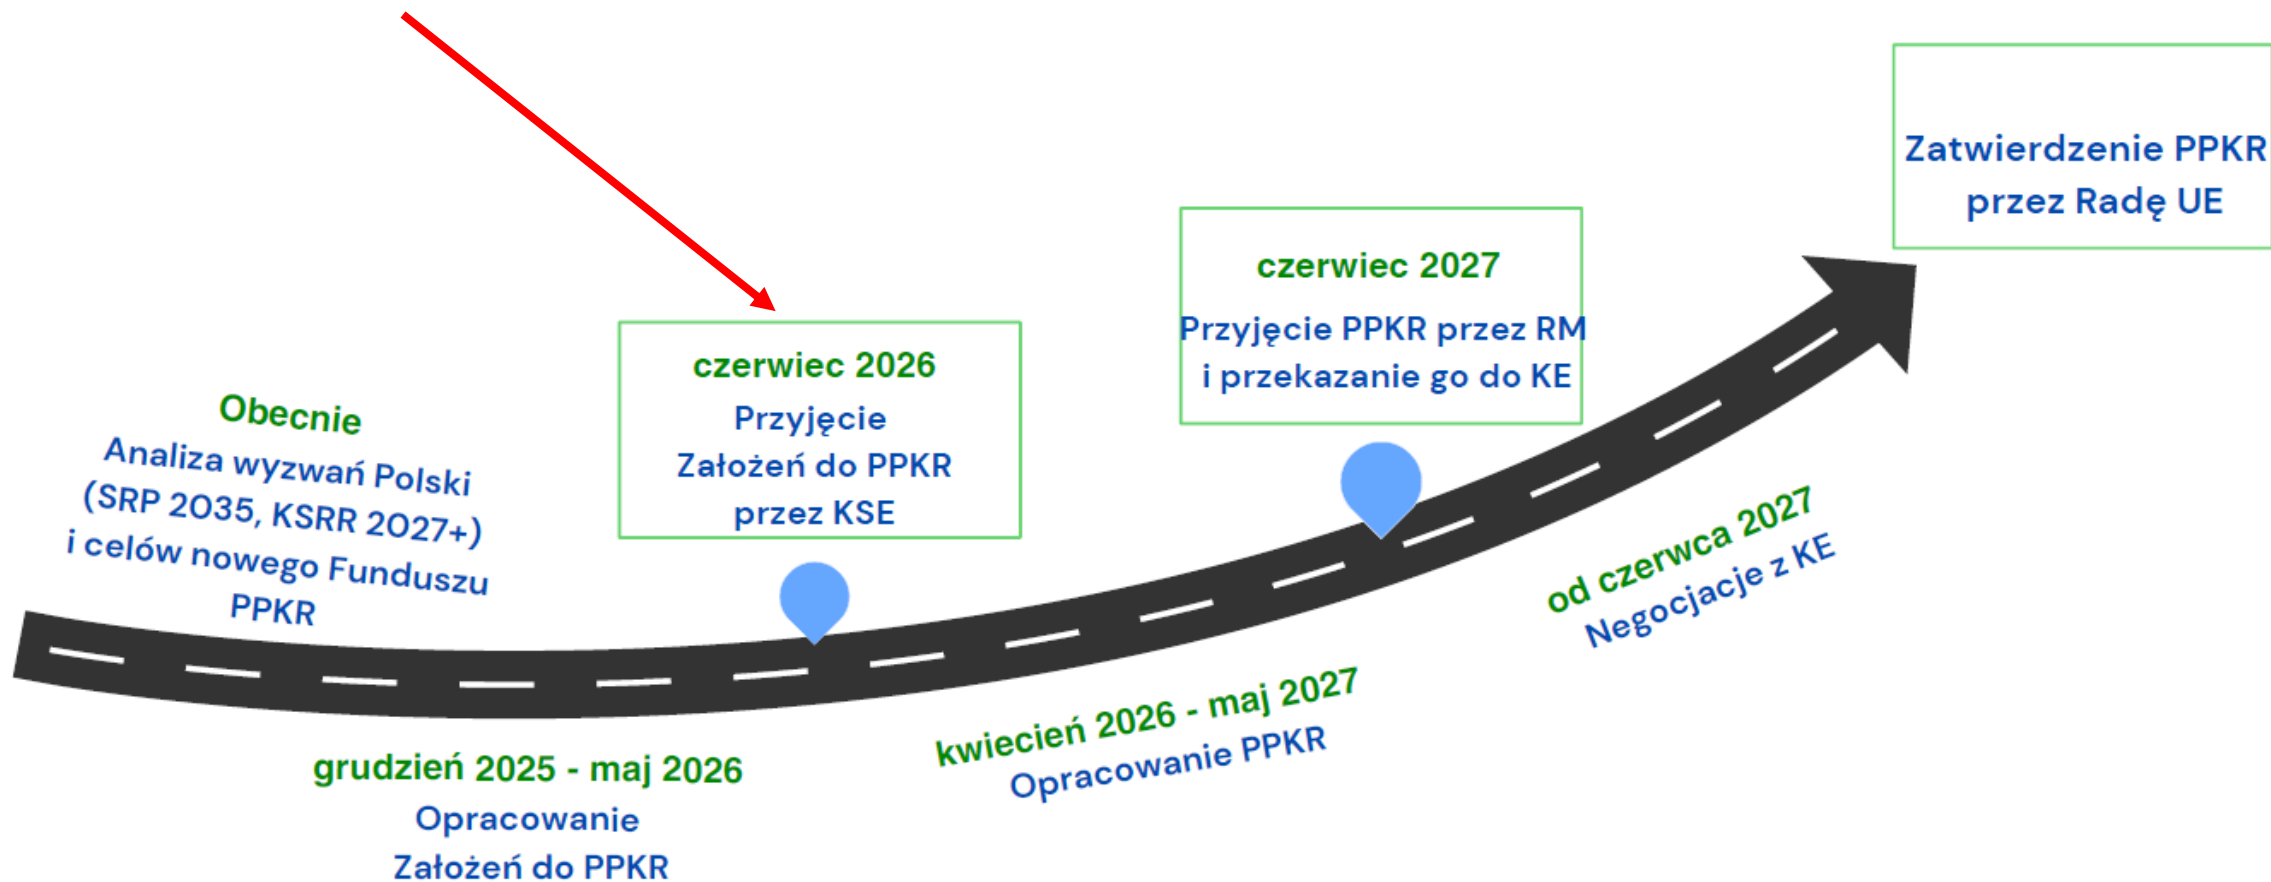 Obecnie
Analiza wyzwań Polski
(SRP 2035, KSRR 2027+)
i celów nowego Funduszu
PPKR
grudzień 2025 - maj 2026
Opracowanie
Założeń do PPKR
czerwiec 2026
Przyjęcie
Założeń do PPKR
przez KSE
kwiecień 2026 - maj 2027
Opracowanie PPKR
czerwiec 2027
Przyjęcie PPKR przez RM
i przekazanie go do KE
od czerwca 2027
Negocjacje z KE
Zatwierdzenie PPKR
przez Radę UE